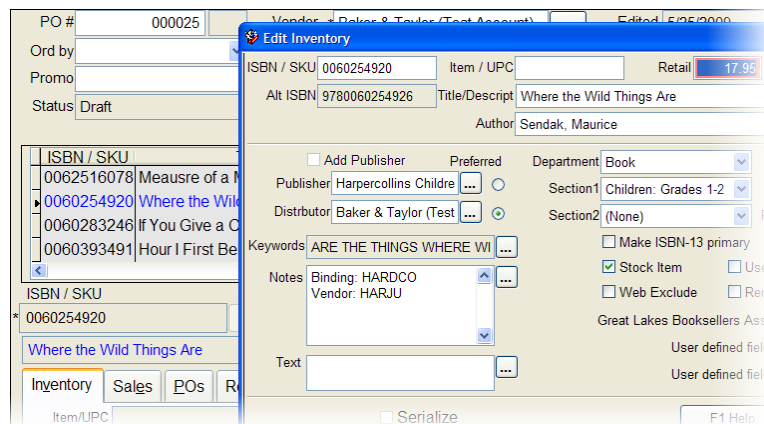 PO # 000025 Vendor * Baker & Taylor (Test Account) ... Edited 5/25/2009
Ord by
Promo
Status Draft
ISBN / SKU
0062516078 Meausre of a M
0060254920 Where the Wild
0060283246 If You Give a C
0060393491 Hour I First Be
ISBN / SKU
* 0060254920
Where the Wild Things Are
Inventory Sales POs R
Item/UPC
Edit Inventory
ISBN / SKU 0060254920 Item / UPC Retail 17.95
Alt ISBN 9780060254926 Title/Descript Where the Wild Things Are
Author Sendak, Maurice
Add Publisher Preferred Department Book
Publisher Harpercollins Childre ... Section1 Children: Grades 1-2
Distrbutor Baker & Taylor (Test ... Section2 (None)
Keywords ARE THE THINGS WHERE WI ... Make ISBN-13 primary
Notes Binding: HARDCO ... Stock Item Use
Vendor: HARJU Web Exclude Ren
Great Lakes Booksellers Ass
User defined fiel
Text ... User defined fiel
Serialize F1 Help